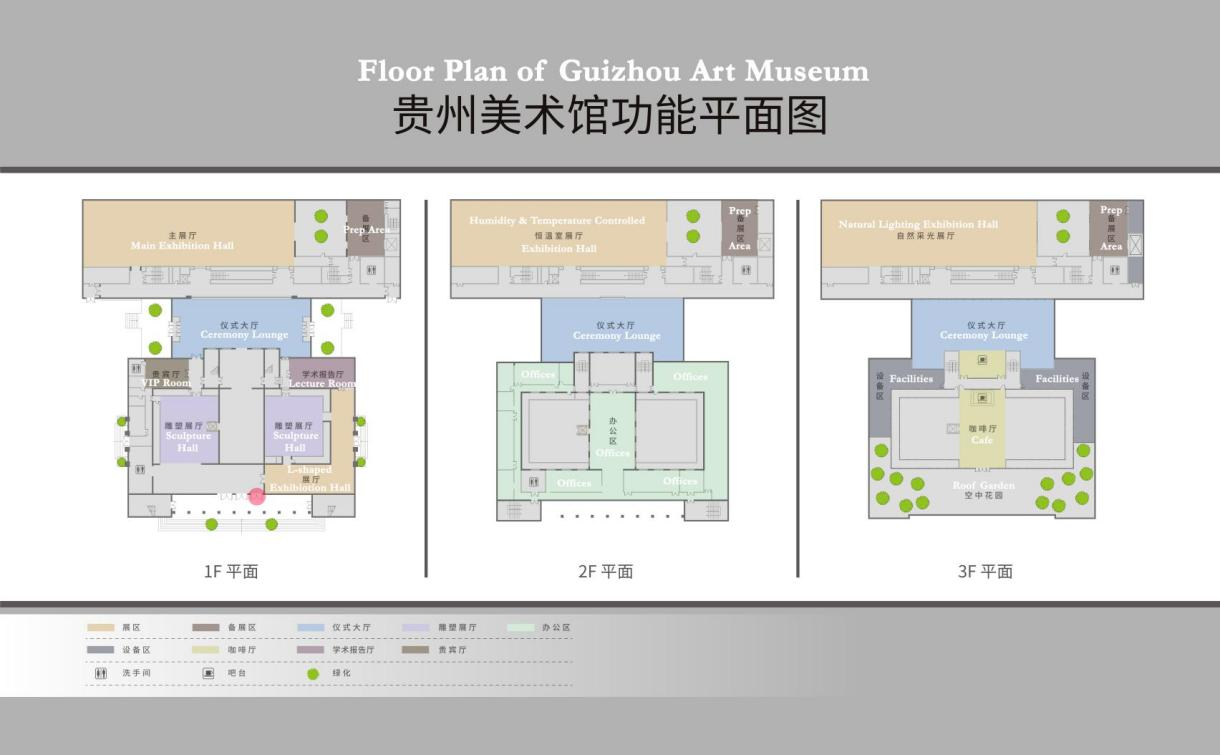 Floor Plan of Guizhou Art Museum
贵州美术馆功能平面图
主展厅
Main Exhibition Hall
备展区
Prep Area
仪式大厅
Ceremony Lounge
贵宾厅
VIP Room
学术报告厅
Lecture Room
雕塑展厅
Sculpture
Hall
雕塑展厅
Sculpture
Hall
L-shaped
展厅
Exhibiotion Hall
1F 平面
Humidity & Temperature Controlled
恒温室展厅
Exhibition Hall
Prep
备展区
Area
仪式大厅
Ceremony Lounge
Offices
Offices
办公区
Offices
Offices
Offices
2F 平面
Natural Lighting Exhibition Hall
自然采光展厅
Prep
备展区
Area
仪式大厅
Ceremony Lounge
设备区
Facilities
Facilities
设备区
咖啡厅
Cafe
Roof Garden
空中花园
3F 平面
展区
备展区
仪式大厅
雕塑展厅
办公区
设备区
咖啡厅
学术报告厅
贵宾厅
洗手间
吧台
绿化